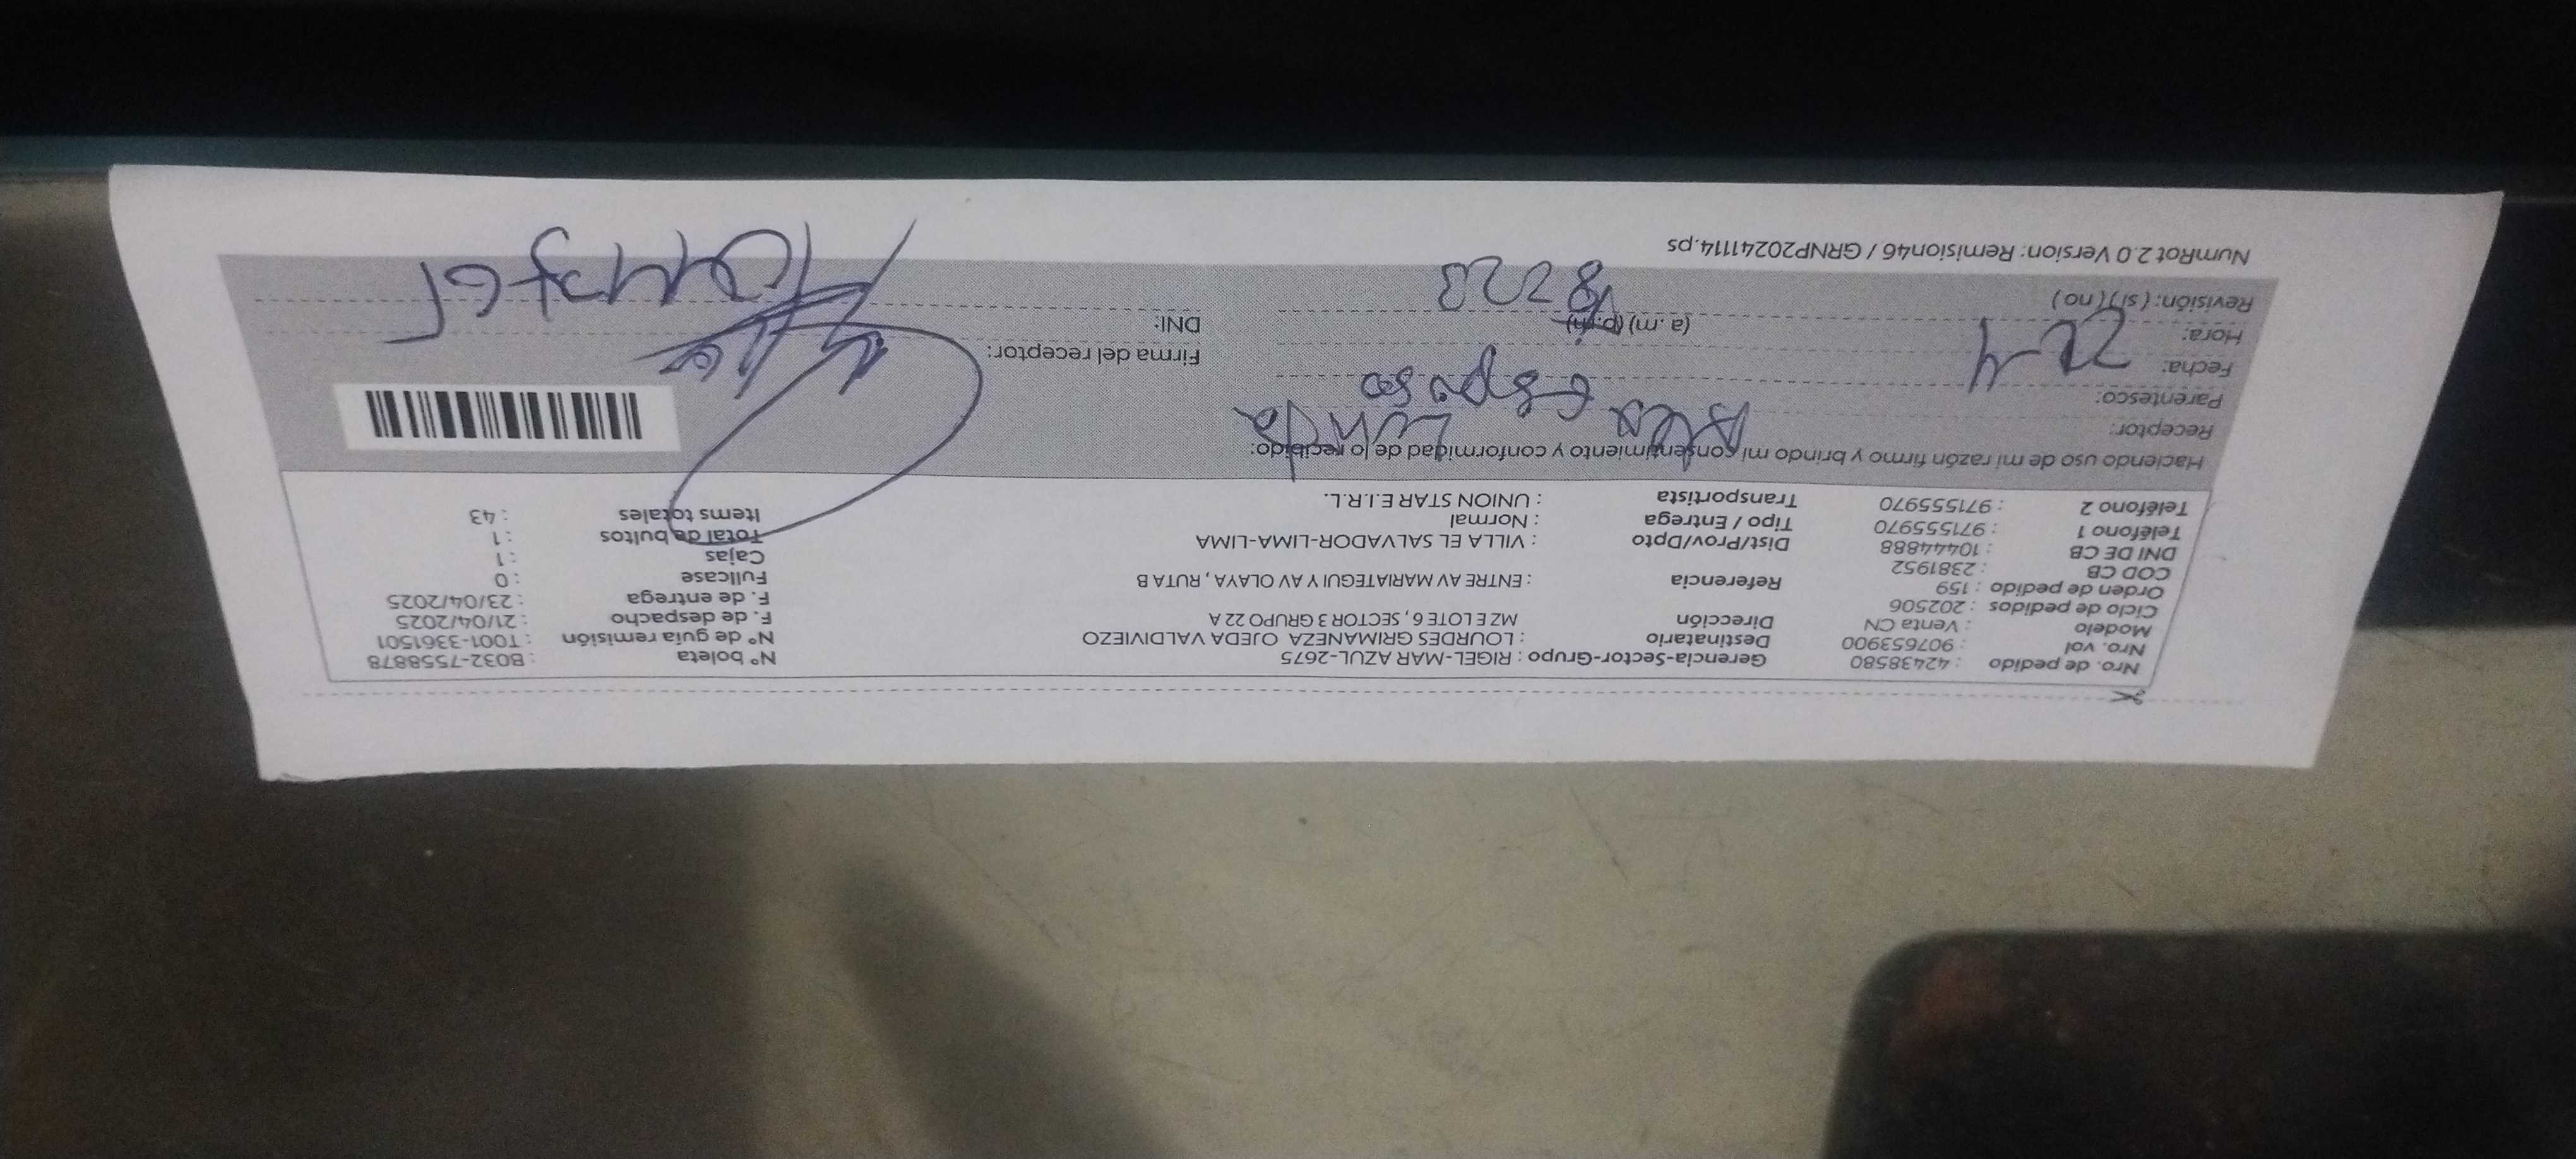 Nro. de pedido : 42438580 Gerencia-Sector-Grupo : RIGEL-MAR AZUL-2675 N° boleta : B032-7558878
Nro. vol : 907653900 Destinatario : LOURDES GRIMANEZA OJEDA VALDIVIEZO N° de guía remisión : T001-3361501
Modelo : Venta CN Dirección MZ E LOTE 6 , SECTOR 3 GRUPO 22 A F. de despacho : 21/04/2025
Ciclo de pedidos : 202506 F. de entrega : 23/04/2025
Orden de pedido : 159 Referencia : ENTRE AV MARIATEGUI Y AV OLAYA , RUTA B Fullcase : 0
COD CB : 2381952 Cajas : 1
DNI DE CB : 10444888 Dist/Prov/Dpto : VILLA EL SALVADOR-LIMA-LIMA Total de bultos : 1
Teléfono 1 : 971555970 Tipo / Entrega : Normal Items totales : 43
Teléfono 2 : 971555970 Transportista : UNION STAR E.I.R.L.
Haciendo uso de mi razón firmo y brindo mi consentimiento y conformidad de lo recibido:
Receptor:
Parentesco: Esposo
Fecha: 22-4 Firma del receptor:
Hora: (a.m) (p.m) DNI:
Revisión: (si) (no)
NumRot 2.0 Version: Remision46 / GRNP20241114.ps